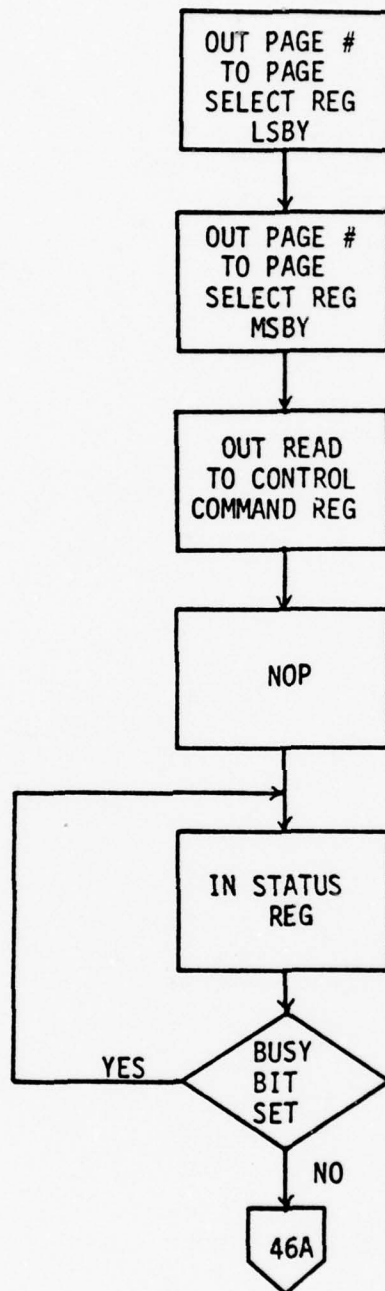 OUT PAGE #
TO PAGE
SELECT REG
LSBY
OUT PAGE #
TO PAGE
SELECT REG
MSBY
OUT READ
TO CONTROL
COMMAND REG
NOP
IN STATUS
REG
BUSY
BIT
SET
YES
NO
46A